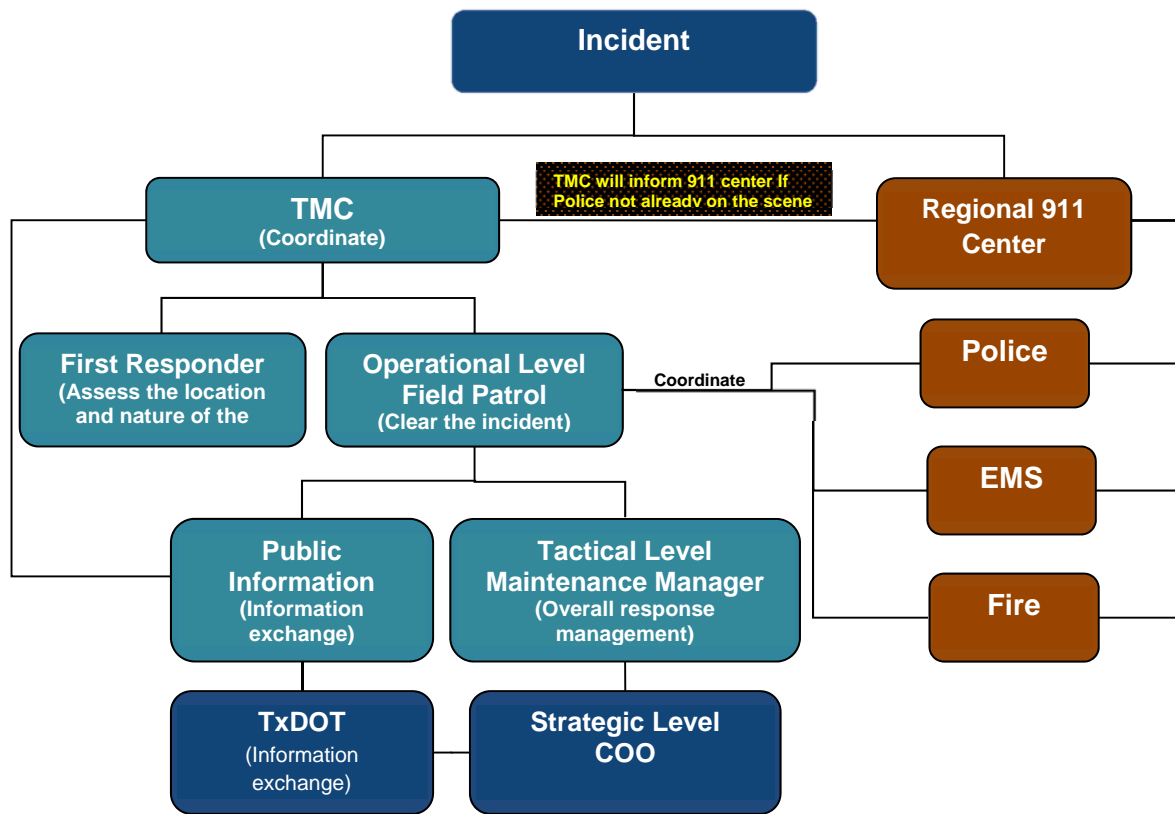 Incident
TMC will inform 911 center If
Police not already on the scene
TMC
(Coordinate)
Regional 911
Center
First Responder
(Assess the location
and nature of the
Operational Level
Field Patrol
(Clear the incident)
Coordinate
Police
EMS
Fire
Public
Information
(Information
exchange)
Tactical Level
Maintenance Manager
(Overall response
management)
TxDOT
(Information
exchange)
Strategic Level
COO